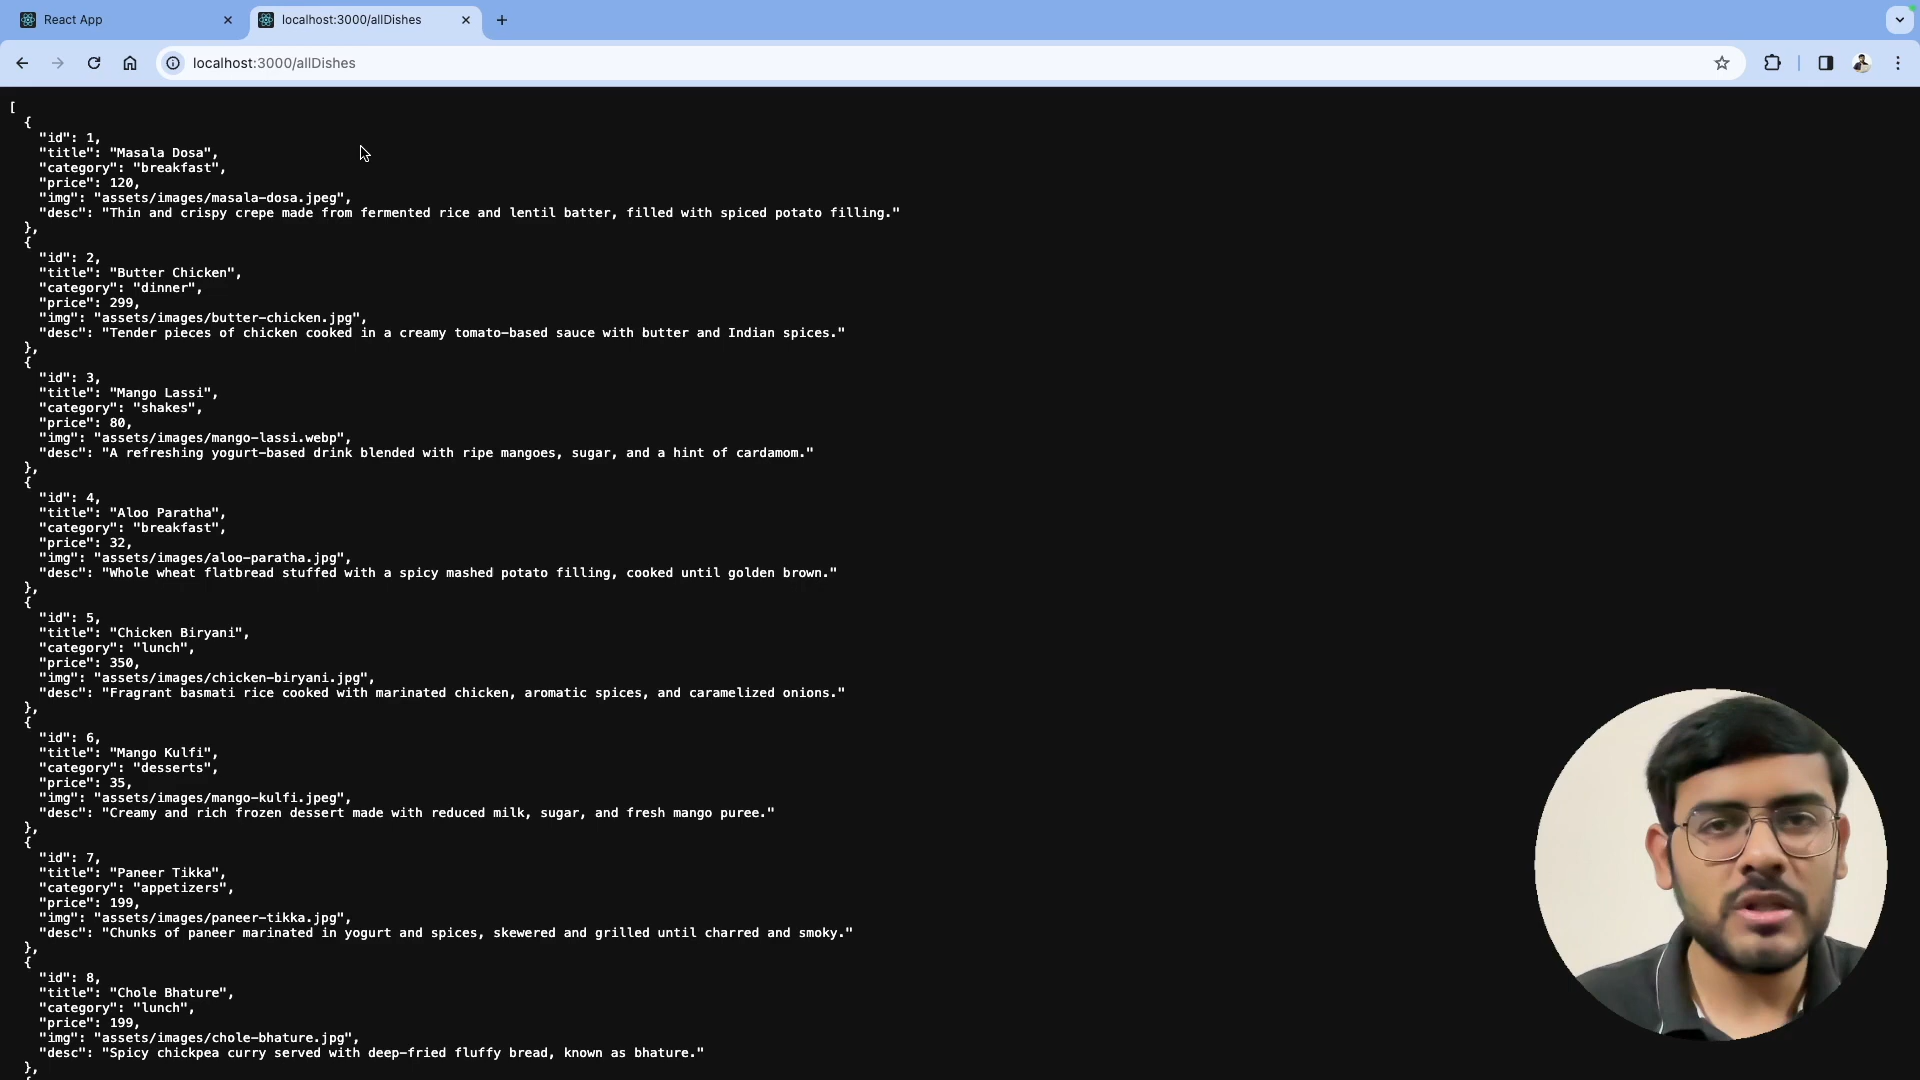 React App
localhost:3000/allDishes
localhost:3000/allDishes
[
{
"id": 1,
"title": "Masala Dosa",
"category": "breakfast",
"price": 120,
"img": "assets/images/masala-dosa.jpeg",
"desc": "Thin and crispy crepe made from fermented rice and lentil batter, filled with spiced potato filling."
},
{
"id": 2,
"title": "Butter Chicken",
"category": "dinner",
"price": 299,
"img": "assets/images/butter-chicken.jpg",
"desc": "Tender pieces of chicken cooked in a creamy tomato-based sauce with butter and Indian spices."
},
{
"id": 3,
"title": "Mango Lassi",
"category": "shakes",
"price": 80,
"img": "assets/images/mango-lassi.webp",
"desc": "A refreshing yogurt-based drink blended with ripe mangoes, sugar, and a hint of cardamom."
},
{
"id": 4,
"title": "Aloo Paratha",
"category": "breakfast",
"price": 32,
"img": "assets/images/aloo-paratha.jpg",
"desc": "Whole wheat flatbread stuffed with a spicy mashed potato filling, cooked until golden brown."
},
{
"id": 5,
"title": "Chicken Biryani",
"category": "lunch",
"price": 350,
"img": "assets/images/chicken-biryani.jpg",
"desc": "Fragrant basmati rice cooked with marinated chicken, aromatic spices, and caramelized onions."
},
{
"id": 6,
"title": "Mango Kulfi",
"category": "desserts",
"price": 35,
"img": "assets/images/mango-kulfi.jpeg",
"desc": "Creamy and rich frozen dessert made with reduced milk, sugar, and fresh mango puree."
},
{
"id": 7,
"title": "Paneer Tikka",
"category": "appetizers",
"price": 199,
"img": "assets/images/paneer-tikka.jpg",
"desc": "Chunks of paneer marinated in yogurt and spices, skewered and grilled until charred and smoky."
},
{
"id": 8,
"title": "Chole Bhature",
"category": "lunch",
"price": 199,
"img": "assets/images/chole-bhature.jpg",
"desc": "Spicy chickpea curry served with deep-fried fluffy bread, known as bhature."
},
{